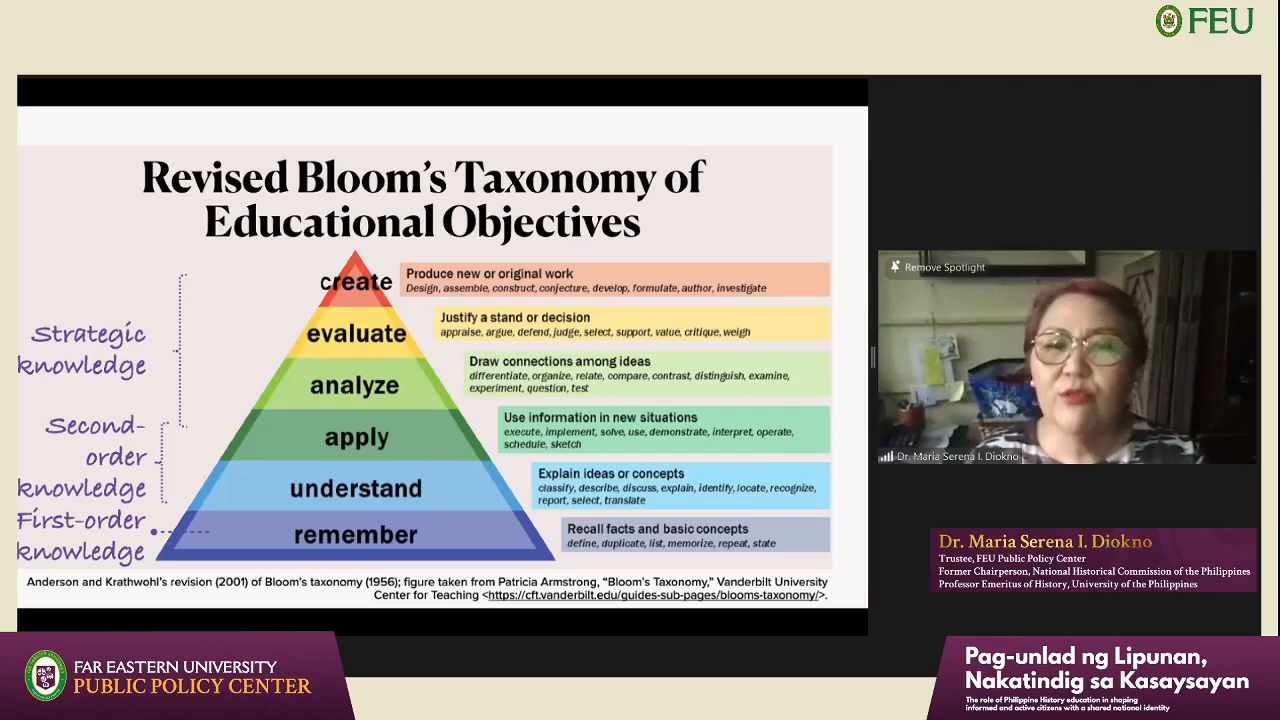 FEU
Revised Bloom's Taxonomy of
Educational Objectives
create
Produce new or original work
Design, assemble, construct, conjecture, develop, formulate, author, investigate
evaluate
Justify a stand or decision
appraise, argue, defend, judge, select, support, value, critique, weigh
analyze
Draw connections among ideas
differentiate, organize, relate, compare, contrast, distinguish, examine,
experiment, question, test
apply
Use information in new situations
execute, implement, solve, use, demonstrate, interpret, operate,
schedule, sketch
understand
Explain ideas or concepts
classify, describe, discuss, explain, identify, locate, recognize,
report, select, translate
remember
Recall facts and basic concepts
define, duplicate, list, memorize, repeat, state
Strategic
knowledge
Second-
order
knowledge
First-order
knowledge
Anderson and Krathwohl's revision (2001) of Bloom's taxonomy (1956); figure taken from Patricia Armstrong, "Bloom's Taxonomy," Vanderbilt University
Center for Teaching <https://cft.vanderbilt.edu/guides-sub-pages/blooms-taxonomy/>.
Remove Spotlight
Dr. Maria Serena I. Diokno
Dr. Maria Serena I. Diokno
Trustee, FEU Public Policy Center
Former Chairperson, National Historical Commission of the Philippines
Professor Emeritus of History, University of the Philippines
FAR EASTERN UNIVERSITY
PUBLIC POLICY CENTER
Pag-unlad ng Lipunan,
Nakatindig sa Kasaysayan
The role of Philippine History education in shaping
informed and active citizens with a shared national identity